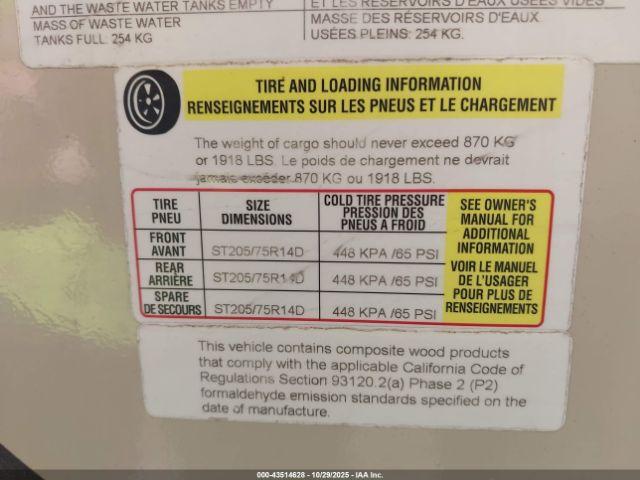 AND THE WASTE WATER TANKS EMPTY
MASS OF WASTE WATER
TANKS FULL: 254 KG
ET LES RÉSERVOIRS D'EAUX USÉES VIDES
MASSE DES RÉSERVOIRS D'EAUX
USÉES PLEINS: 254 KG.
TIRE AND LOADING INFORMATION
RENSEIGNEMENTS SUR LES PNEUS ET LE CHARGEMENT
The weight of cargo should never exceed 870 KG
or 1918 LBS. Le poids de chargement ne devrait
jamais excéder 870 KG ou 1918 LBS.
TIRE PNEU
SIZE DIMENSIONS
COLD TIRE PRESSURE
PRESSION DES
PNEUS A FROID
FRONT AVANT ST205/75R14D 448 KPA /65 PSI
REAR ARRIÈRE ST205/75R14D 448 KPA /65 PSI
SPARE DE SECOURS ST205/75R14D 448 KPA /65 PSI
SEE OWNER'S
MANUAL FOR
ADDITIONAL
INFORMATION
VOIR LE MANUEL
DE L'USAGER
POUR PLUS DE
RENSEIGNEMENTS
This vehicle contains composite wood products
that comply with the applicable California Code of
Regulations Section 93120.2(a) Phase 2 (P2)
formaldehyde emission standards specified on the
date of manufacture.
000-43514628 - 10/29/2025 - IAA Inc.